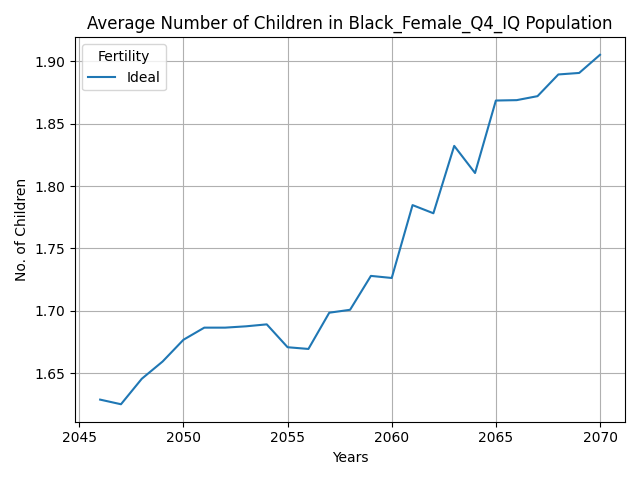 Average Number of Children in Black_Female_Q4_IQ Population
Fertility
Ideal
No. of Children
1.90
1.85
1.80
1.75
1.70
1.65
2045 2050 2055 2060 2065 2070
Years